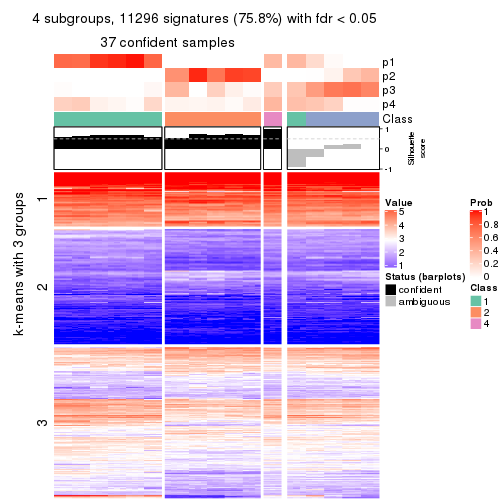 4 subgroups, 11296 signatures (75.8%) with fdr < 0.05
37 confident samples
p1
p2
p3
p4
Class
1
0
-1
Silhouette
score
k-means with 3 groups
1
2
3
Value
5
4
3
2
1
Status (barplots)
confident
ambiguous
Prob
1
0.8
0.6
0.4
0.2
0
Class
1
2
4